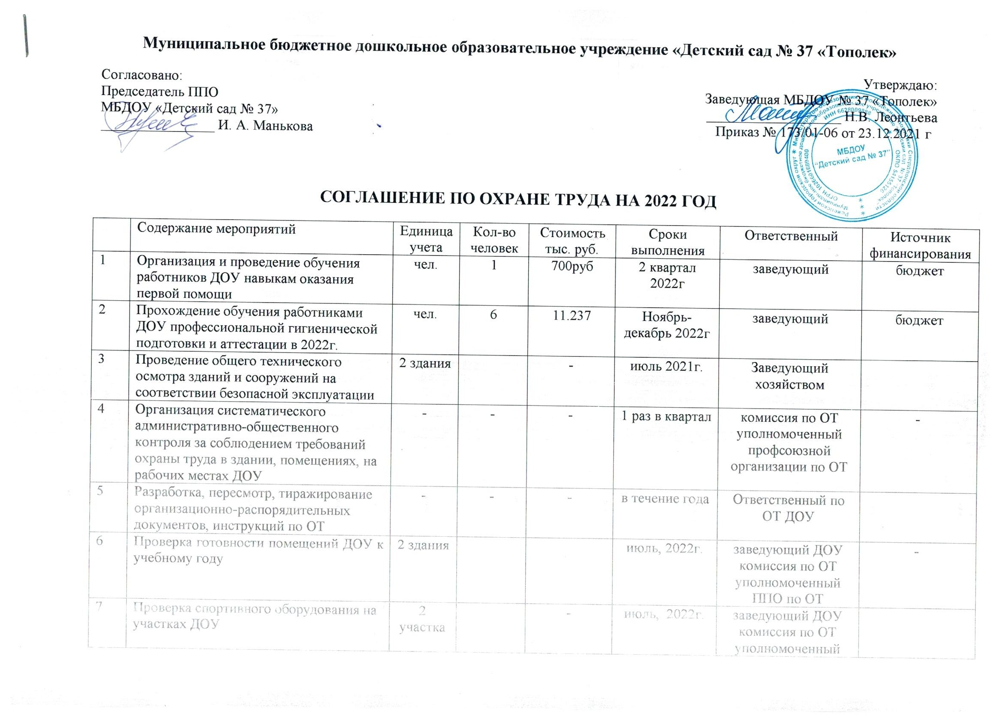 Муниципальное бюджетное дошкольное образовательное учреждение «Детский сад № 37 «Тополек»
Согласовано:
Председатель ППО
МБДОУ «Детский сад № 37»
И. А. Манькова
Утверждаю:
Заведующая МБДОУ № 37 «Тополек»
Н.В. Леонтьева
Приказ № 173/01-06 от 23.12.2021 г
ИНН 6628009888
МБДОУ
"Детский сад № 37"
СОГЛАШЕНИЕ ПО ОХРАНЕ ТРУДА НА 2022 ГОД
Содержание мероприятий
Единица
учета
Кол-во
человек
Стоимость
тыс. руб.
Сроки
выполнения
Ответственный
Источник
финансирования
1
Организация и проведение обучения
работников ДОУ навыкам оказания
первой помощи
чел.
1
700руб
2 квартал
2022г
заведующий
бюджет
2
Прохождение обучения работниками
ДОУ профессиональной гигиенической
подготовки и аттестации в 2022г.
чел.
6
11.237
Ноябрь-
декабрь 2022г
заведующий
бюджет
3
Проведение общего технического
осмотра зданий и сооружений на
соответствии безопасной эксплуатации
2 здания
-
июль 2021г.
Заведующий
хозяйством
4
Организация систематического
административно-общественного
контроля за соблюдением требований
охраны труда в здании, помещениях, на
рабочих местах ДОУ
-
-
-
1 раз в квартал
комиссия по ОТ
уполномоченный
профсоюзной
организации по ОТ
-
5
Разработка, пересмотр, тиражирование
организационно-распорядительных
документов, инструкций по ОТ
-
-
-
в течение года
Ответственный по
ОТ ДОУ
6
Проверка готовности помещений ДОУ к
учебному году
2 здания
июль, 2022г.
заведующий ДОУ
комиссия по ОТ
уполномоченный
ППО по ОТ
-
7
Проверка спортивного оборудования на
участках ДОУ
2
участка
-
июль, 2022г.
заведующий ДОУ
комиссия по ОТ
уполномоченный